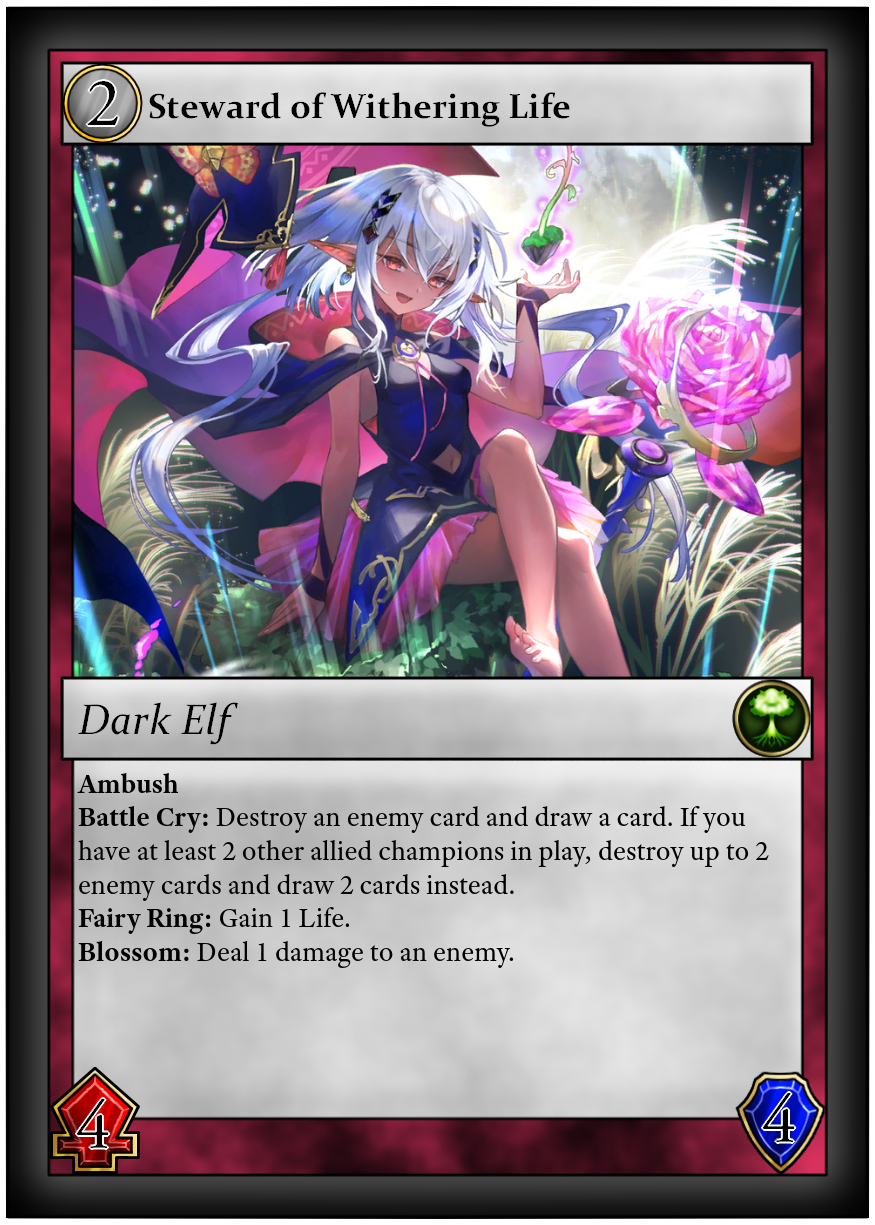 2
Steward of Withering Life
Dark Elf
Ambush
Battle Cry: Destroy an enemy card and draw a card. If you
have at least 2 other allied champions in play, destroy up to 2
enemy cards and draw 2 cards instead.
Fairy Ring: Gain 1 Life.
Blossom: Deal 1 damage to an enemy.
4
4